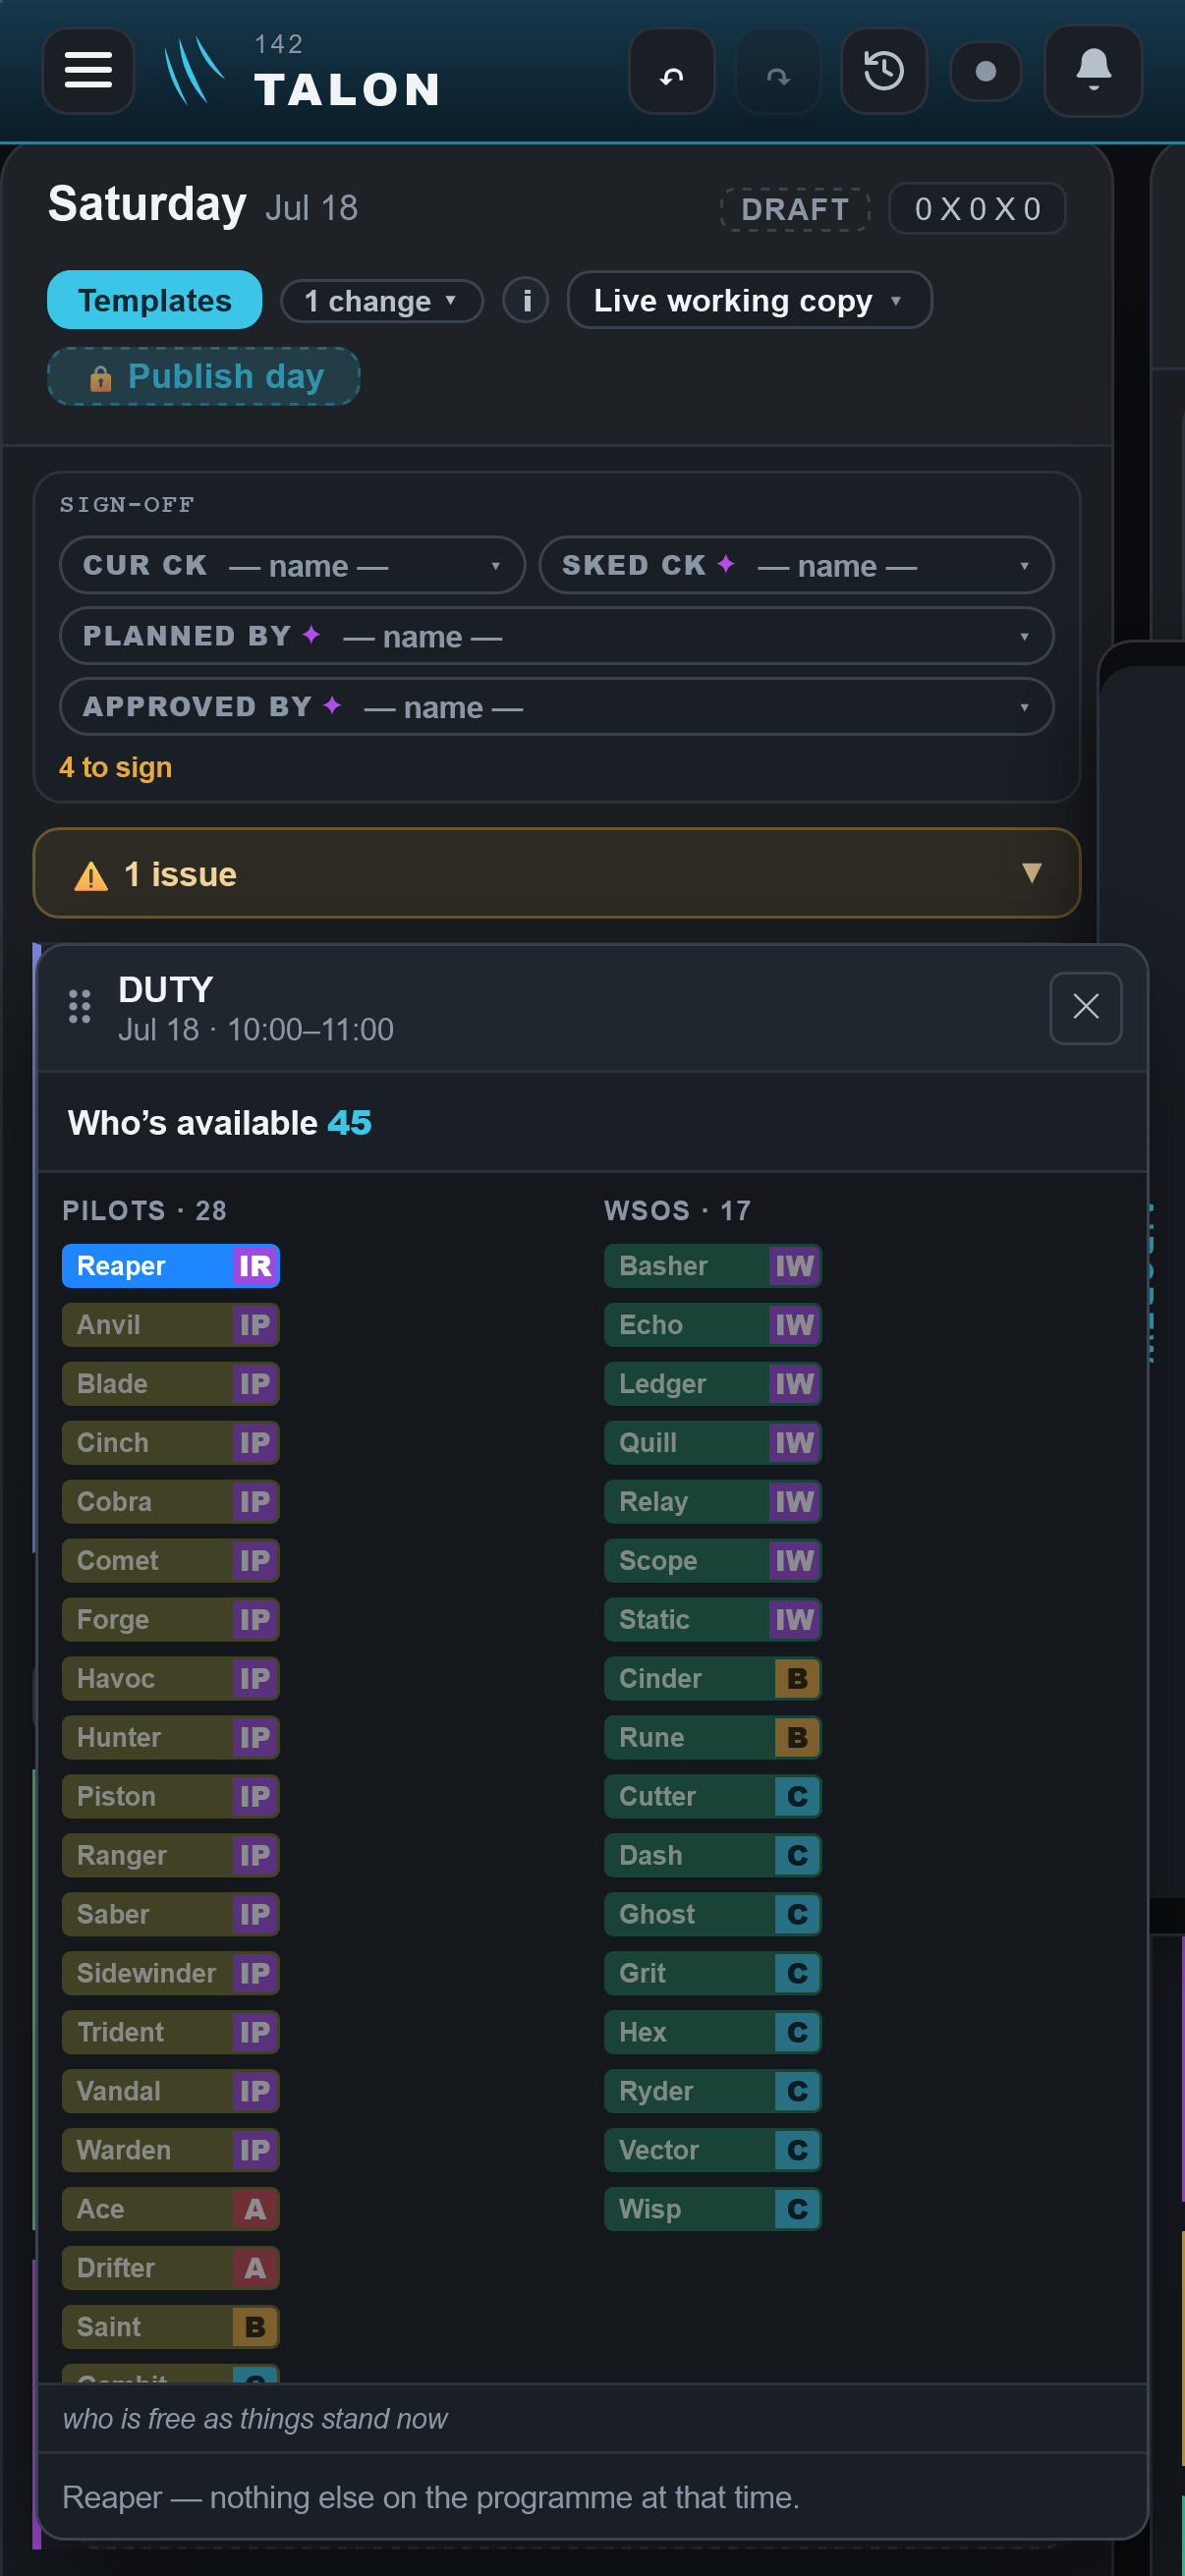 142
TALON
Saturday Jul 18
DRAFT
0 X 0 X 0
Templates
1 change ▾
i
Live working copy ▾
🔒 Publish day
SIGN-OFF
CUR CK — name — ▾
SKED CK ✦ — name — ▾
PLANNED BY ✦ — name — ▾
APPROVED BY ✦ — name — ▾
4 to sign
⚠️ 1 issue ▼
DUTY
Jul 18 · 10:00–11:00
Who’s available 45
PILOTS · 28
Reaper IR
Anvil IP
Blade IP
Cinch IP
Cobra IP
Comet IP
Forge IP
Havoc IP
Hunter IP
Piston IP
Ranger IP
Saber IP
Sidewinder IP
Trident IP
Vandal IP
Warden IP
Ace A
Drifter A
Saint B
WSOS · 17
Basher IW
Echo IW
Ledger IW
Quill IW
Relay IW
Scope IW
Static IW
Cinder B
Rune B
Cutter C
Dash C
Ghost C
Grit C
Hex C
Ryder C
Vector C
Wisp C
who is free as things stand now
Reaper — nothing else on the programme at that time.